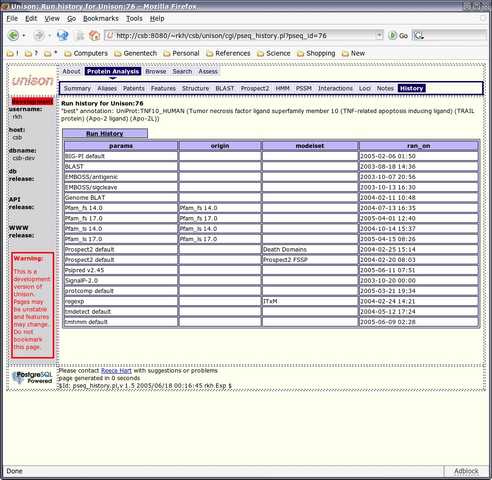 Unison: Run history for Unison:76 - Mozilla Firefox
File Edit View Go Bookmarks Tools Help
http://csb:8080/~rkh/csb/unison/cgi/pseq_history.pl?pseq_id=76 Go
! ? * Computers Genentech Personal References Science Shopping New
unison
About Protein Analysis Browse Search Assess
Summary Aliases Patents Features Structure BLAST Prospect2 HMM PSSM Interactions Loci Notes History
development
username:
rkh
host:
csb
dbname:
csb-dev
db
release:
API
release:
WWW
release:
Warning:
This is a
development
version of
Unison.
Pages may
be unstable
and features
may change.
Do not
bookmark
this page.
Run history for Unison:76
"best" annotation: UniProt:TNF10_HUMAN (Tumor necrosis factor ligand superfamily member 10 (TNF-related apoptosis inducing ligand) (TRAIL
protein) (Apo-2 ligand) (Apo-2L))
Run History
params origin modelset ran_on
BIG-PI default 2005-02-06 01:50
BLAST 2003-08-18 14:36
EMBOSS/antigenic 2003-10-07 20:56
EMBOSS/sigcleave 2003-10-13 16:30
Genome BLAT 2004-02-11 10:48
Pfam_fs 14.0 Pfam_fs 14.0 2004-07-13 16:35
Pfam_fs 17.0 Pfam_fs 17.0 2005-04-01 12:40
Pfam_ls 14.0 Pfam_ls 14.0 2004-10-14 15:37
Pfam_ls 17.0 Pfam_ls 17.0 2005-04-15 08:26
Prospect2 default Death Domains 2004-02-25 15:14
Prospect2 default Prospect2 FSSP 2004-02-20 08:03
Psipred v2.45 2005-06-11 07:51
SignalP-2.0 2003-10-20 00:00
protcomp default 2005-03-21 19:34
regexp ITxM 2004-02-24 14:21
tmdetect default 2004-05-12 17:24
tmhmm default 2005-06-09 02:28
PostgreSQL
Powered
Please contact Reece Hart with suggestions or problems
page generated in 0 seconds
$Id: pseq_history.pl,v 1.5 2005/06/18 00:16:45 rkh Exp $
Done Adblock